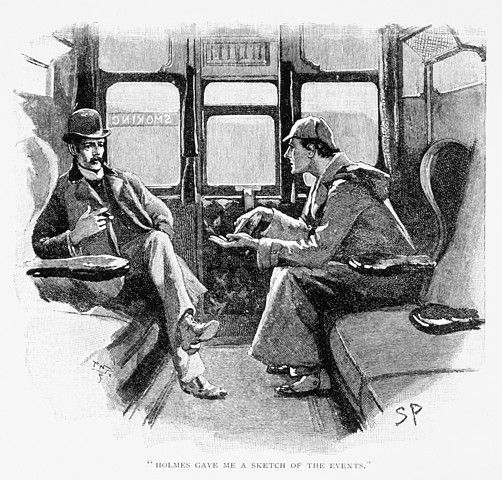 SMOKING
SP
"HOLMES GAVE ME A SKETCH OF THE EVENTS."